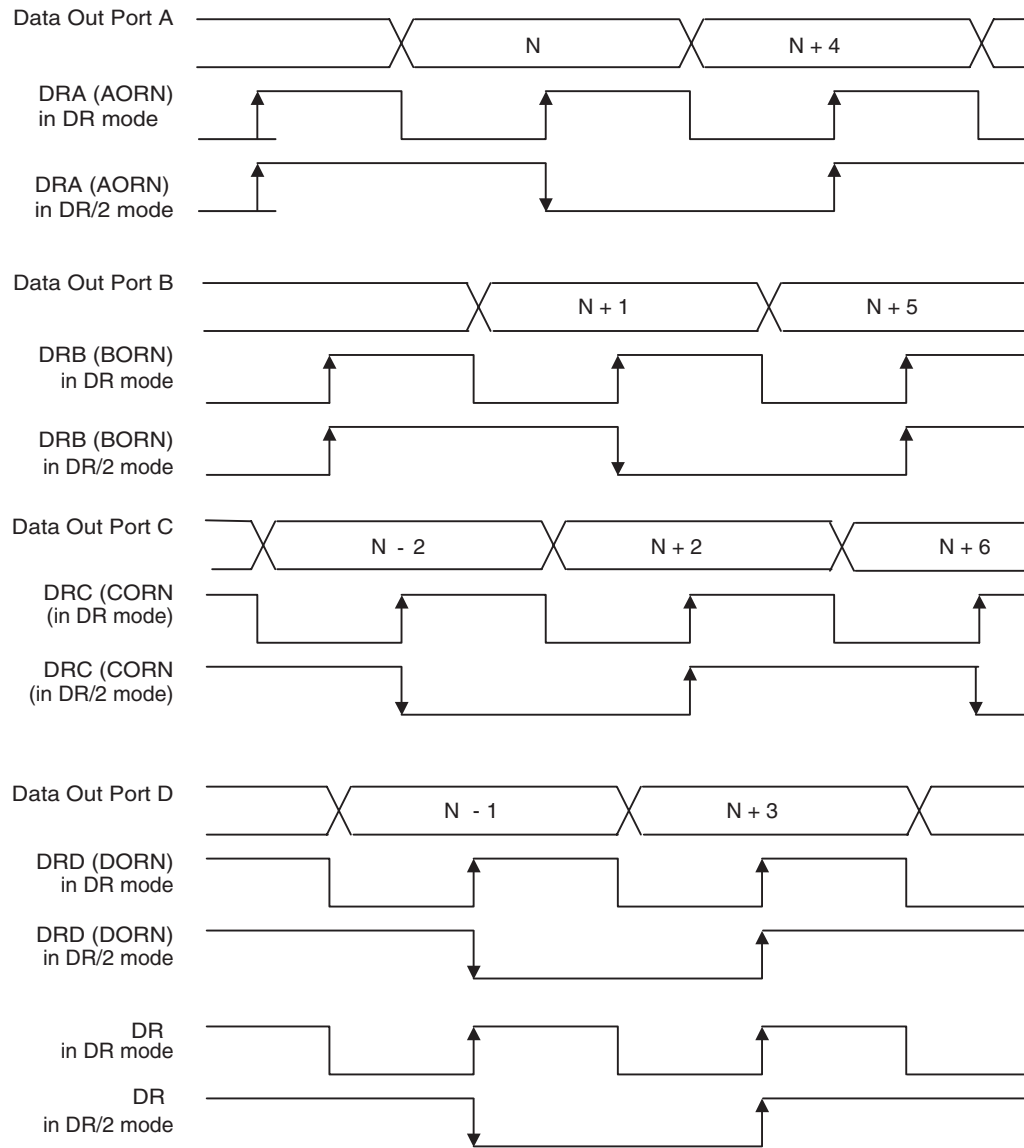 Data Out Port A
N
N + 4
DRA (AORN)
in DR mode
DRA (AORN)
in DR/2 mode
Data Out Port B
N + 1
N + 5
DRB (BORN)
in DR mode
DRB (BORN)
in DR/2 mode
Data Out Port C
N - 2
N + 2
N + 6
DRC (CORN
(in DR mode)
DRC (CORN
(in DR/2 mode)
Data Out Port D
N - 1
N + 3
DRD (DORN)
in DR mode
DRD (DORN)
in DR/2 mode
DR
in DR mode
DR
in DR/2 mode